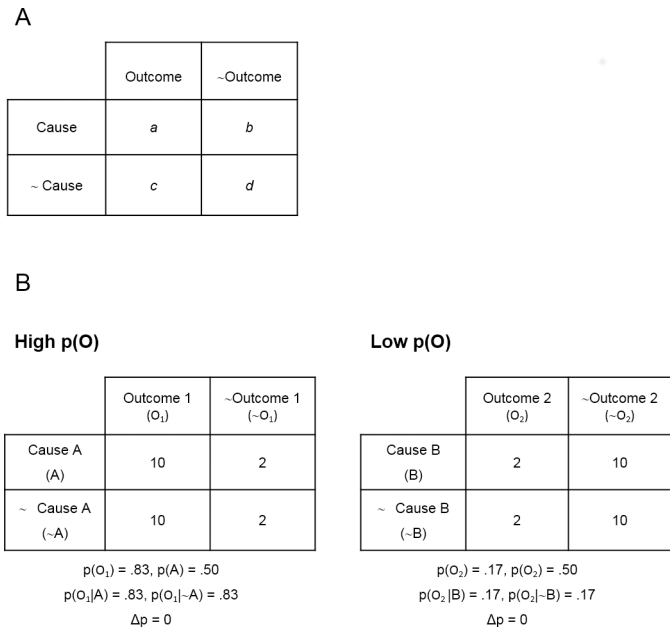 A
Outcome ~Outcome
Cause a b
~ Cause c d
B
High p(O)
Outcome 1 ~Outcome 1
(O₁) (~O₁)
Cause A
(A) 10 2
~ Cause A
(~A) 10 2
p(O₁) = .83, p(A) = .50
p(O₁|A) = .83, p(O₁|~A) = .83
Δp = 0
Low p(O)
Outcome 2 ~Outcome 2
(O₂) (~O₂)
Cause B
(B) 2 10
~ Cause B
(~B) 2 10
p(O₂) = .17, p(O₂) = .50
p(O₂|B) = .17, p(O₂|~B) = .17
Δp = 0